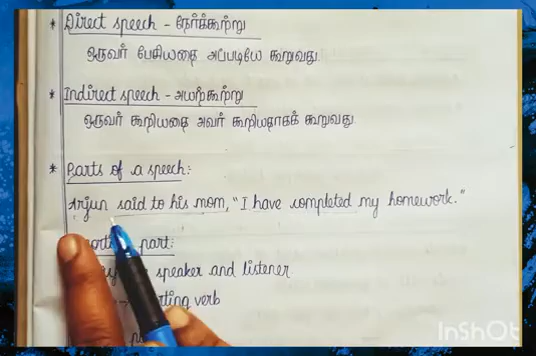 * Direct speech - நேர்க்கூற்று
ஒருவர் பேசியதை அப்படியே கூறுவது.
* Indirect speech - அயற்கூற்று
ஒருவர் கூறியதை அவர் கூறியதாகக் கூறுவது
* Parts of a speech:
Arjun said to his mom, "I have completed my homework."
part:
speaker and listener
verb
InShOt